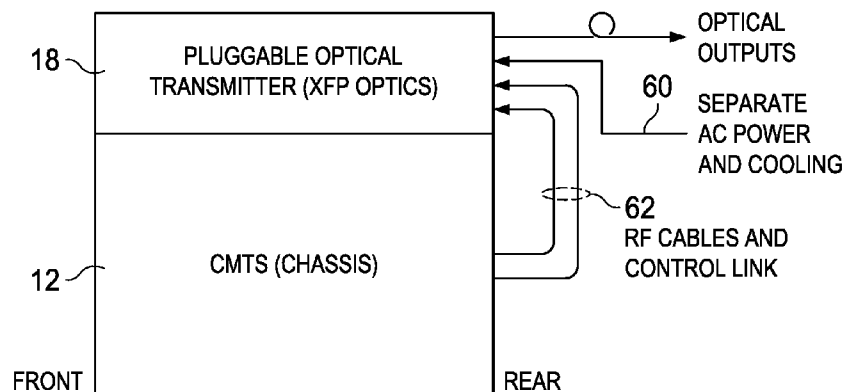 18
PLUGGABLE OPTICAL
TRANSMITTER (XFP OPTICS)
OPTICAL
OUTPUTS
60
SEPARATE
AC POWER
AND COOLING
62
RF CABLES AND
CONTROL LINK
12
CMTS (CHASSIS)
FRONT
REAR